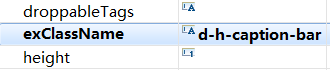 droppableTags
exClassName d-h-caption-bar
height